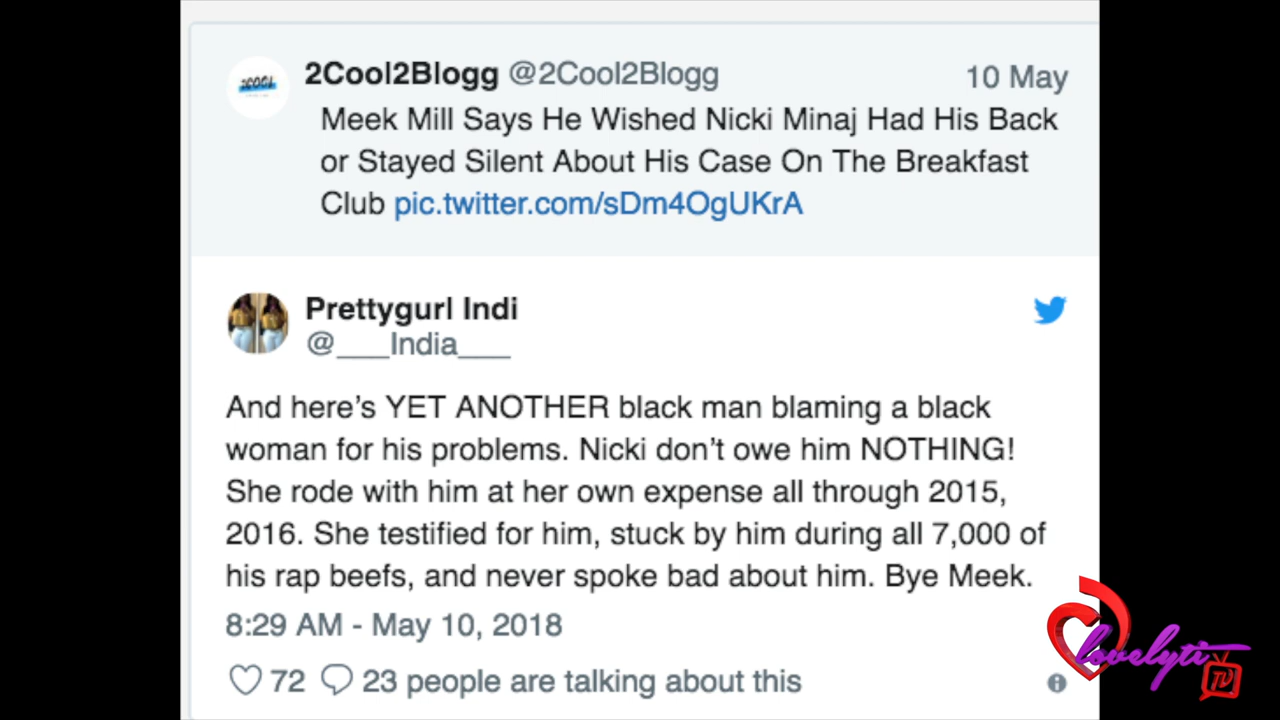 2COOL
2Cool2Blogg @2Cool2Blogg 10 May
Meek Mill Says He Wished Nicki Minaj Had His Back
or Stayed Silent About His Case On The Breakfast
Club pic.twitter.com/sDm4OgUKrA
Prettygurl Indi
@___India___
And here's YET ANOTHER black man blaming a black
woman for his problems. Nicki don't owe him NOTHING!
She rode with him at her own expense all through 2015,
2016. She testified for him, stuck by him during all 7,000 of
his rap beefs, and never spoke bad about him. Bye Meek.
8:29 AM - May 10, 2018
72 23 people are talking about this
lovelyti
TV